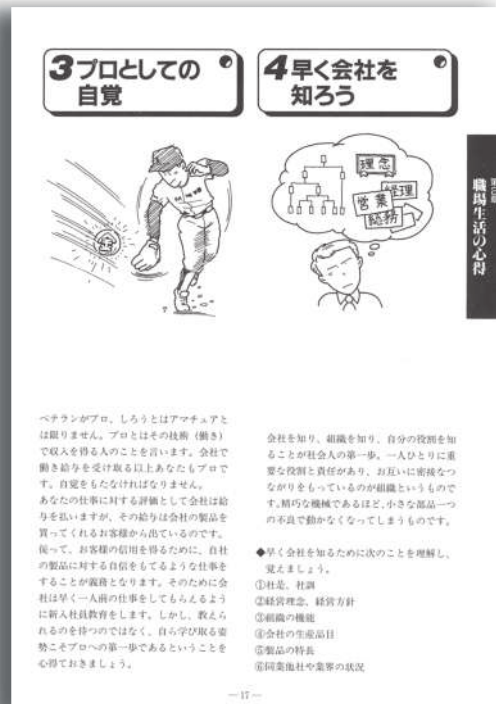 3 プロとしての
自覚
ベテランがプロ、しろうとはアマチュアと
は限りません。プロとはその技術（働き）
で収入を得る人のことを言います。会社で
働き給与を受け取る以上あなたもプロで
す。自覚をもたなければなりません。
あなたの仕事に対する評価として会社は給
与を払いますが、その給与は会社の製品を
買ってくれるお客様から出ているのです。
従って、お客様の信用を得るために、自社
の製品に対する自信をもてるような仕事を
することが義務となります。そのために会
社は早く一人前の仕事をしてもらえるよう
に新入社員教育をします。しかし、教えら
れるのを待つのではなく、自ら学び取る姿
勢こそプロへの第一歩であるということを
心得ておきましょう。
4 早く会社を
知ろう
理念
経理
営業
総務
会社を知り、組織を知り、自分の役割を知
ることが社会人の第一歩。一人ひとりに重
要な役割と責任があり、お互いに密接なつ
ながりをもっているのが組織というもので
す。精巧な機械であるほど、小さな部品一つ
の不良で動かなくなってしまうものです。
◆早く会社を知るために次のことを理解し、
覚えましょう。
①社是、社訓
②経営理念、経営方針
③組織の機能
④会社の生産品目
⑤製品の特長
⑥同業他社や業界の状況
職場生活の心得
—17—